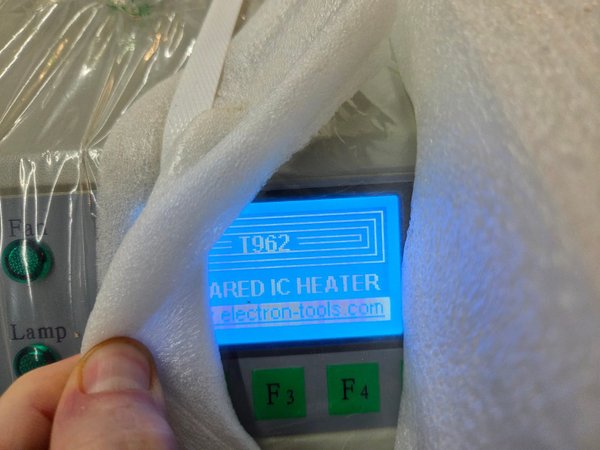 Fan
T962
ARED IC HEATER
electron-tools.com
Lamp
F3 F4